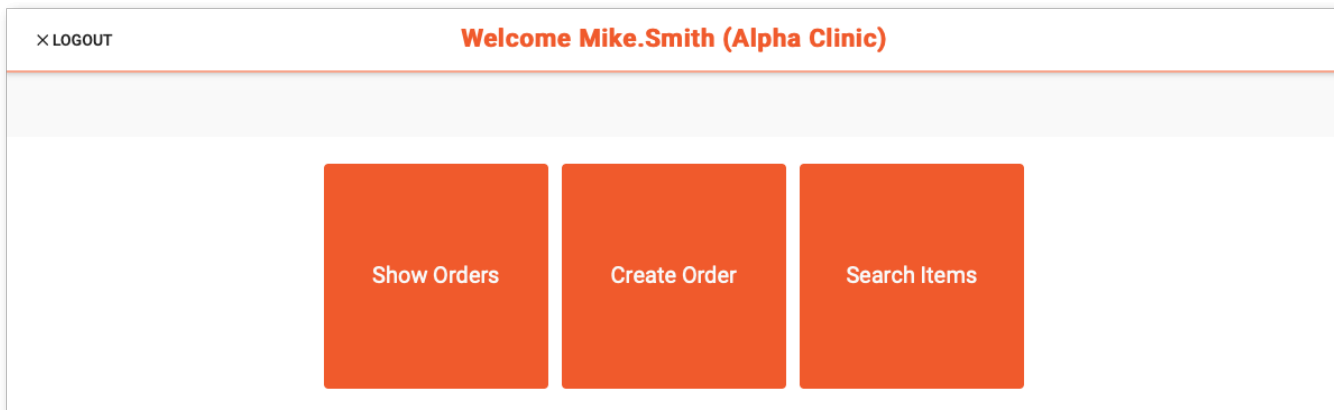 × LOGOUT
Welcome Mike.Smith (Alpha Clinic)
Show Orders
Create Order
Search Items